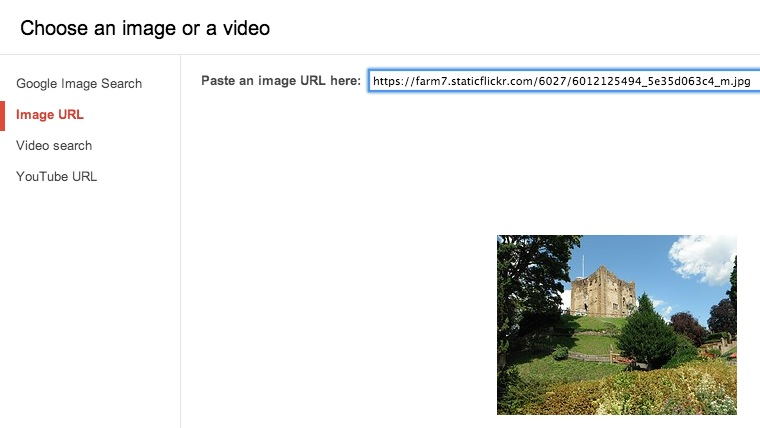 Choose an image or a video
Google Image Search
Image URL
Video search
YouTube URL
Paste an image URL here: https://farm7.staticflickr.com/6027/6012125494_5e35d063c4_m.jpg